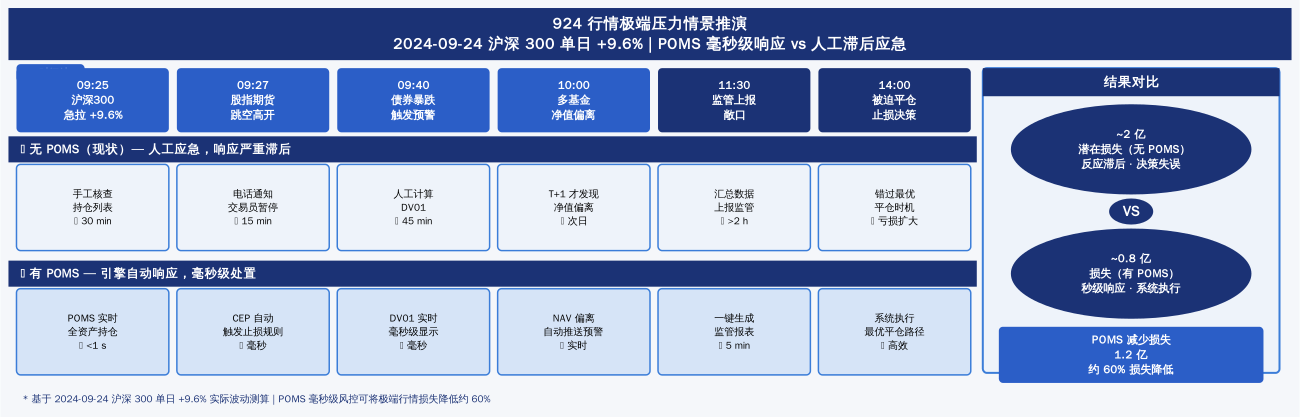 924 行情极端压力情景推演
2024-09-24 沪深 300 单日 +9.6% | POMS 毫秒级响应 vs 人工滞后应急
09:25
沪深300
急拉 +9.6%
09:27
股指期货
跳空高开
09:40
债券暴跌
触发预警
10:00
多基金
净值偏离
11:30
监管上报
敞口
14:00
被迫平仓
止损决策
无 POMS（现状）— 人工应急，响应严重滞后
手工核查
持仓列表
30 min
电话通知
交易员暂停
15 min
人工计算
DV01
45 min
T+1 才发现
净值偏离
次日
汇总数据
上报监管
>2 h
错过最优
平仓时机
亏损扩大
有 POMS — 引擎自动响应，毫秒级处置
POMS 实时
全资产持仓
<1 s
CEP 自动
触发止损规则
毫秒
DV01 实时
毫秒级显示
毫秒
NAV 偏离
自动推送预警
实时
一键生成
监管报表
5 min
系统执行
最优平仓路径
高效
结果对比
~2 亿
潜在损失（无 POMS）
反应滞后 · 决策失误
VS
~0.8 亿
损失（有 POMS）
秒级响应 · 系统执行
POMS 减少损失
1.2 亿
约 60% 损失降低
* 基于 2024-09-24 沪深 300 单日 +9.6% 实际波动测算 | POMS 毫秒级风控可将极端行情损失降低约 60%